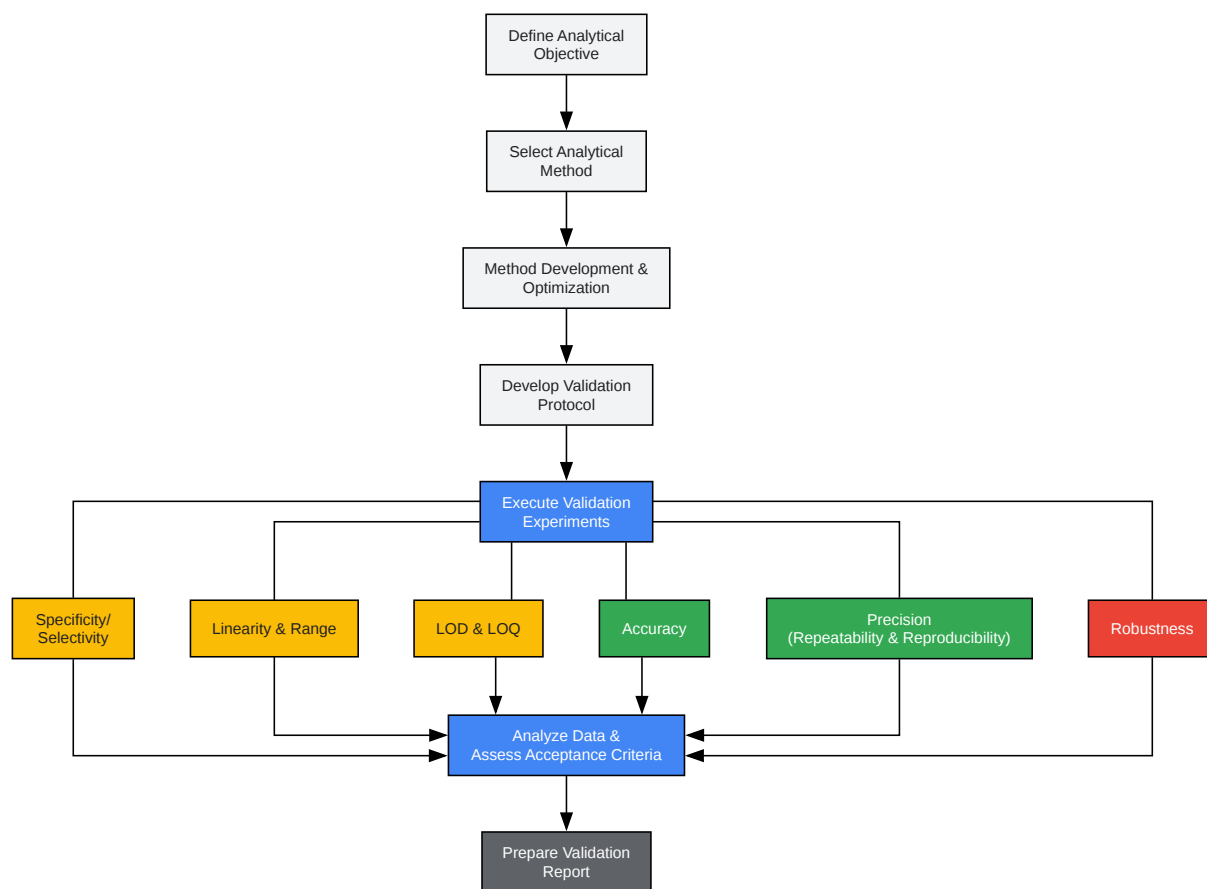 Define Analytical
Objective
Select Analytical
Method
Method Development &
Optimization
Develop Validation
Protocol
Execute Validation
Experiments
Specificity/
Selectivity
Linearity & Range
LOD & LOQ
Accuracy
Precision
(Repeatability & Reproducibility)
Robustness
Analyze Data &
Assess Acceptance Criteria
Prepare Validation
Report